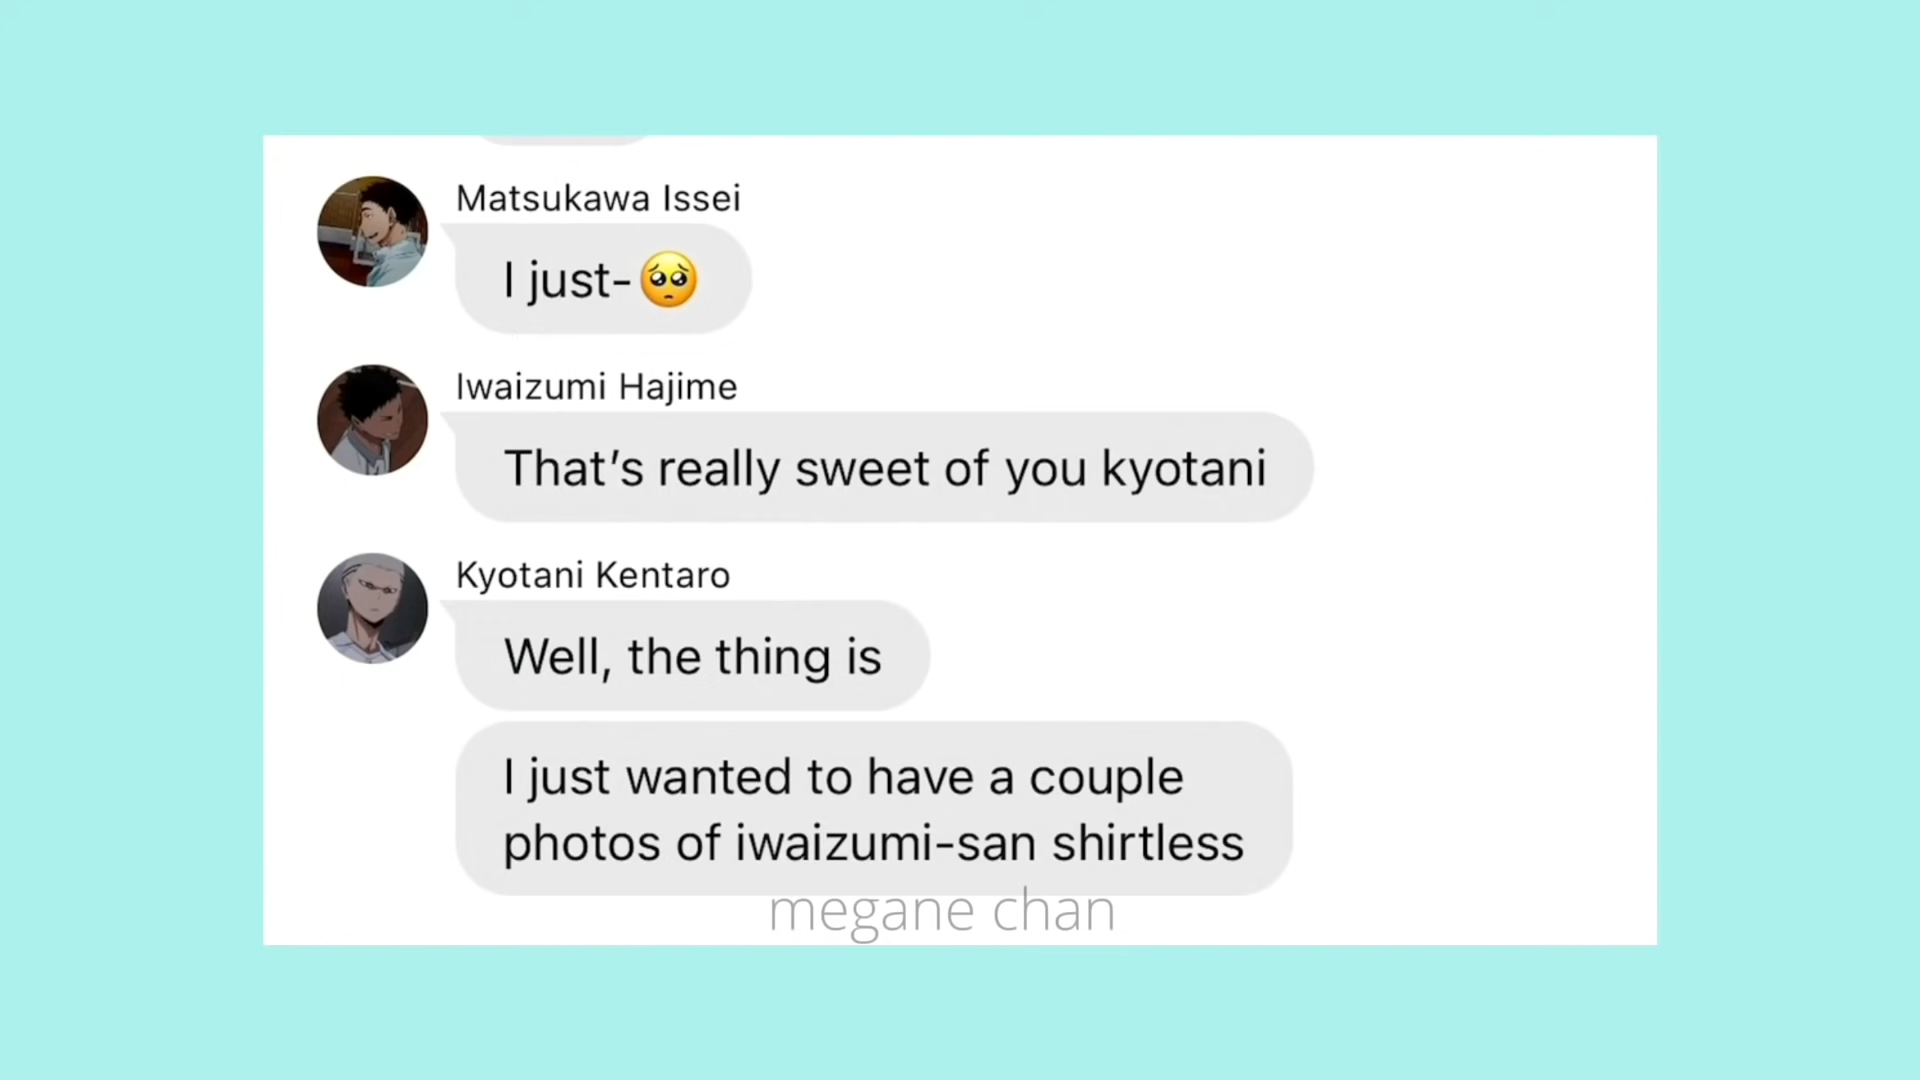 Matsukawa Issei
I just-🥺
Iwaizumi Hajime
That’s really sweet of you kyotani
Kyotani Kentaro
Well, the thing is
I just wanted to have a couple
photos of iwaizumi-san shirtless
megane chan